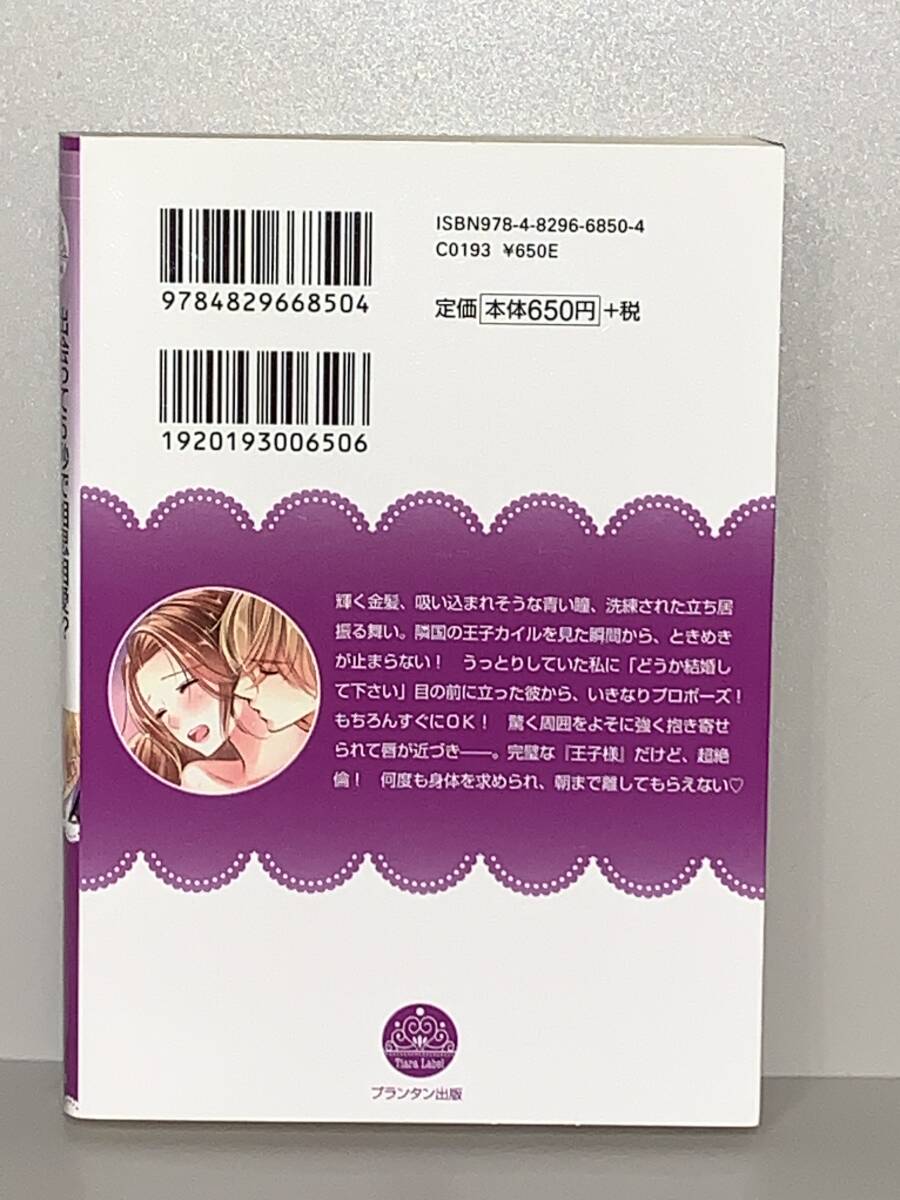 ISBN978-4-8296-6850-4
C0193 ¥650E
9784829668504
定価 本体650円 +税
1920193006506
輝く金髪、吸い込まれそうな青い瞳、洗練された立ち居
振る舞い。隣国の王子カイルを見た瞬間から、ときめき
が止まらない！　うっとりしていた私に「どうか結婚し
て下さい」目の前に立った彼から、いきなりプロポーズ！
もちろんすぐにOK！　驚く周囲をよそに強く抱き寄せ
られて唇が近づき――。完璧な『王子様』だけど、超絶
倫！　何度も身体を求められ、朝まで離してもらえない♡
Tiara Label
プランタン出版